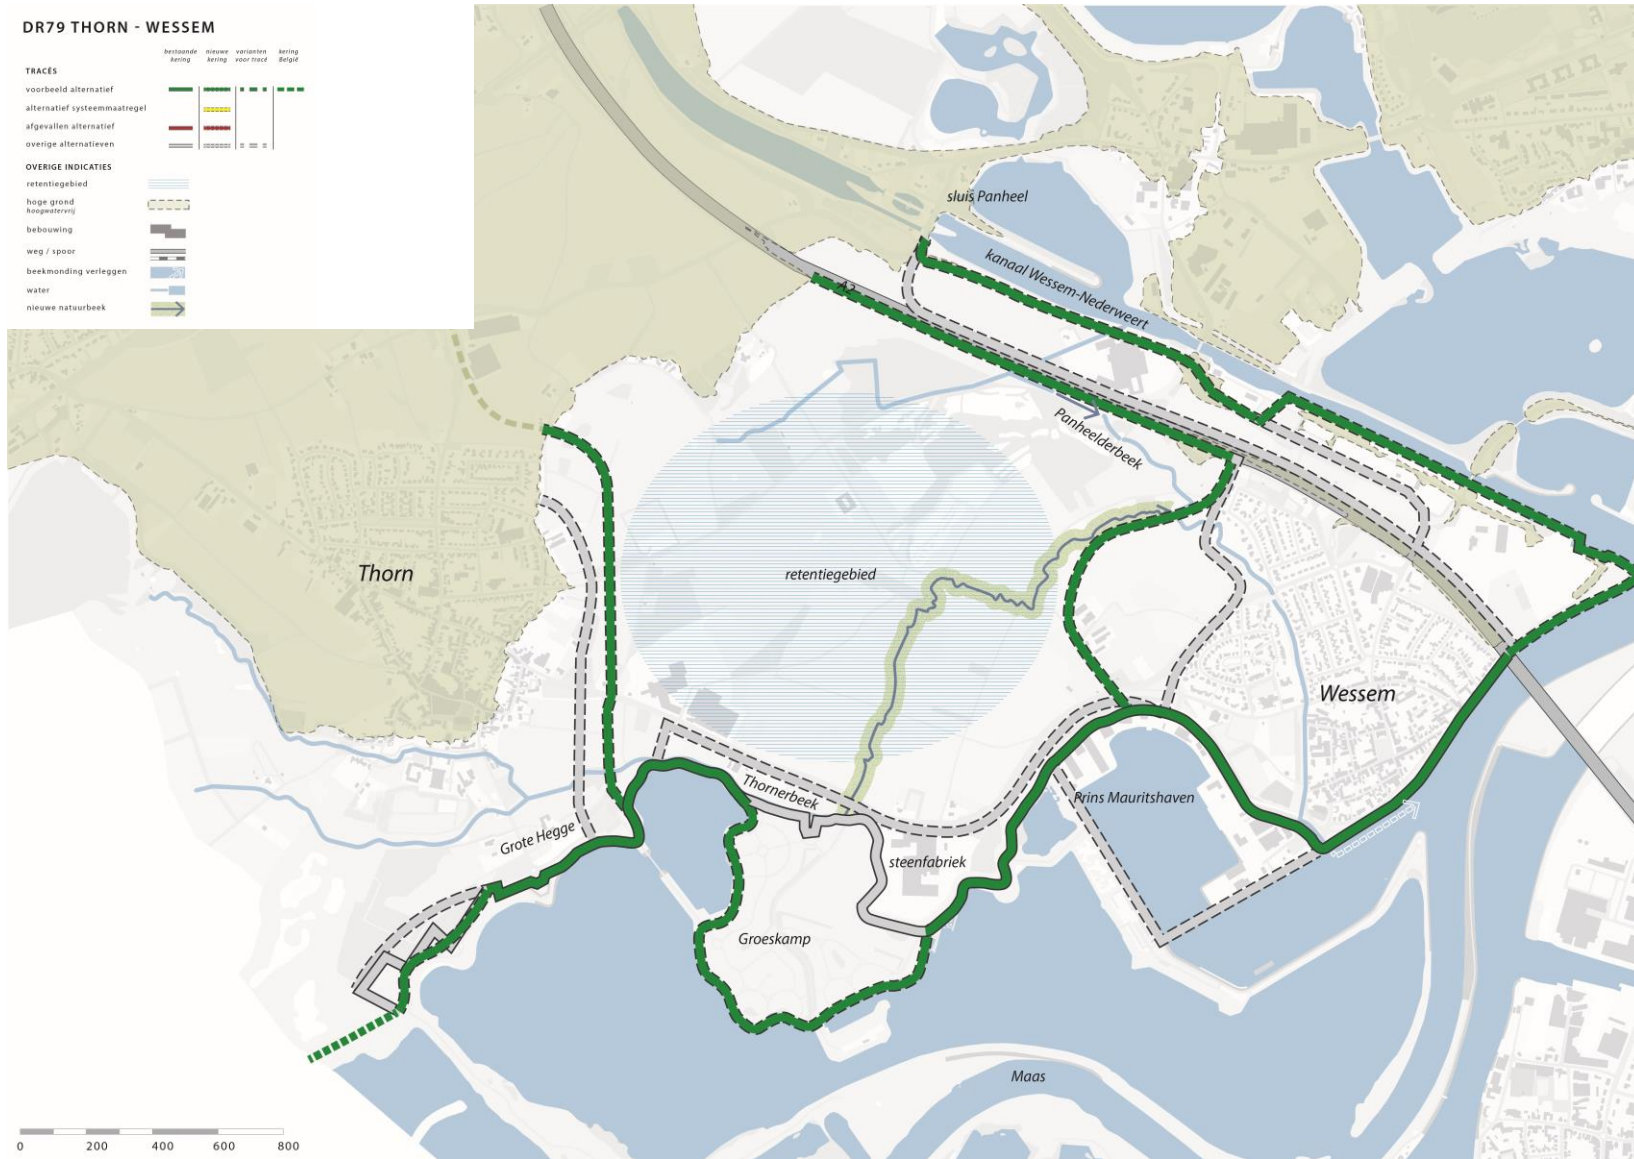 DR79 THORN - WESSEM
bestaande kering
nieuwe kering
varianten voor tracé
kering België
TRACÉS
voorbeeld alternatief
alternatief systeemmaatregel
afgevallen alternatief
overige alternatieven
OVERIGE INDICATIES
retentiegebied
hoge grond
hoogwatervrij
bebouwing
weg / spoor
beekmonding verleggen
water
nieuwe natuurbeek
sluis Panheel
kanaal Wessem-Nederweert
A2
Panheelderbeek
Thorn
retentiegebied
Wessem
Thornerbeek
Prins Mauritshaven
Grote Hegge
steenfabriek
Groeskamp
Maas
0 200 400 600 800